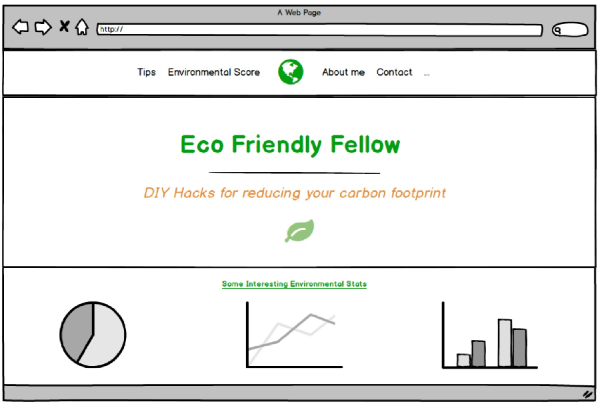 A Web Page
http://
Tips Environmental Score About me Contact ...
Eco Friendly Fellow
DIY Hacks for reducing your carbon footprint
Some Interesting Environmental Stats